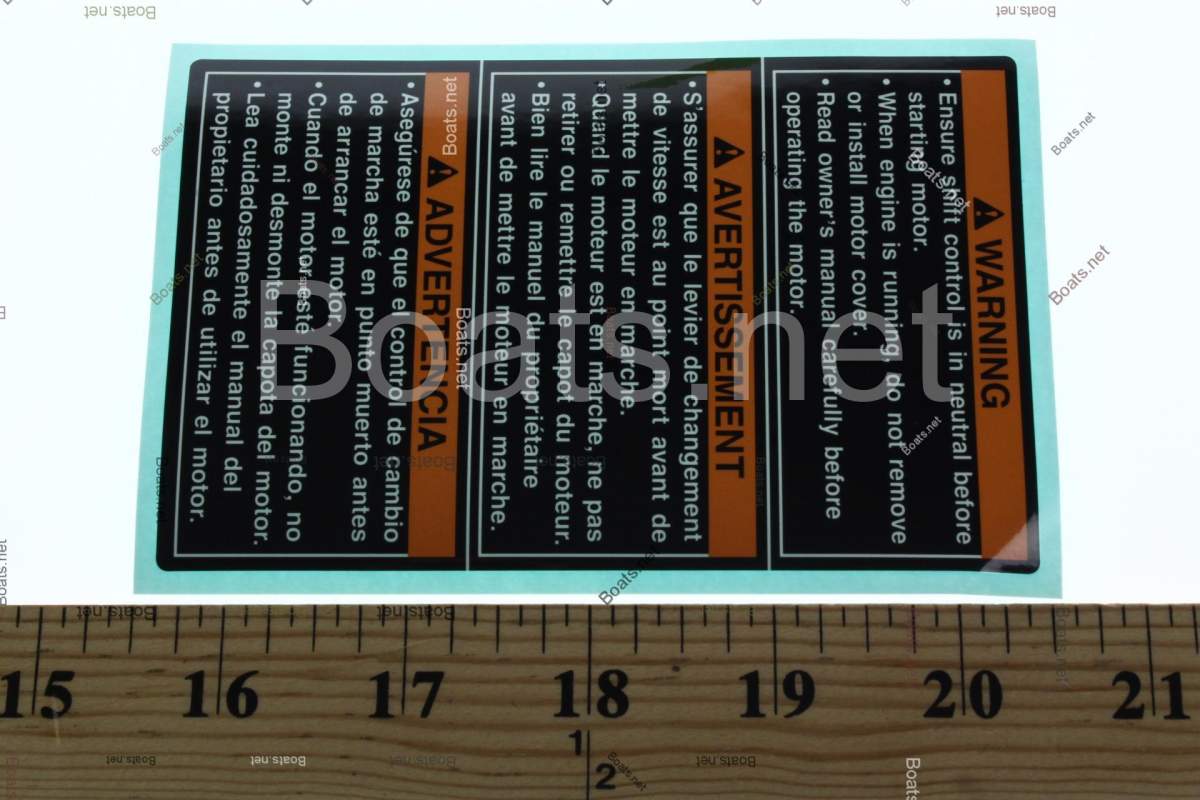 ⚠ WARNING
• Ensure shift control is in neutral before
starting motor.
• When engine is running, do not remove
or install motor cover.
• Read owner's manual carefully before
operating the motor.
⚠ AVERTISSEMENT
• S'assurer que le levier de changement
de vitesse est au point mort avant de
mettre le moteur en marche.
• Quand le moteur est en marche, ne pas
retirer ou remettre le capot du moteur.
• Bien lire le manuel du propriétaire
avant de mettre le moteur en marche.
⚠ ADVERTENCIA
• Asegúrese de que el control de cambio
de marcha esté en punto muerto antes
de arrancar el motor.
• Cuando el motor esté funcionando, no
monte ni desmonte la capota del motor.
• Lea cuidadosamente el manual del
propietario antes de utilizar el motor.
Boats.net
15 16 17 18 19 20 21
1
2